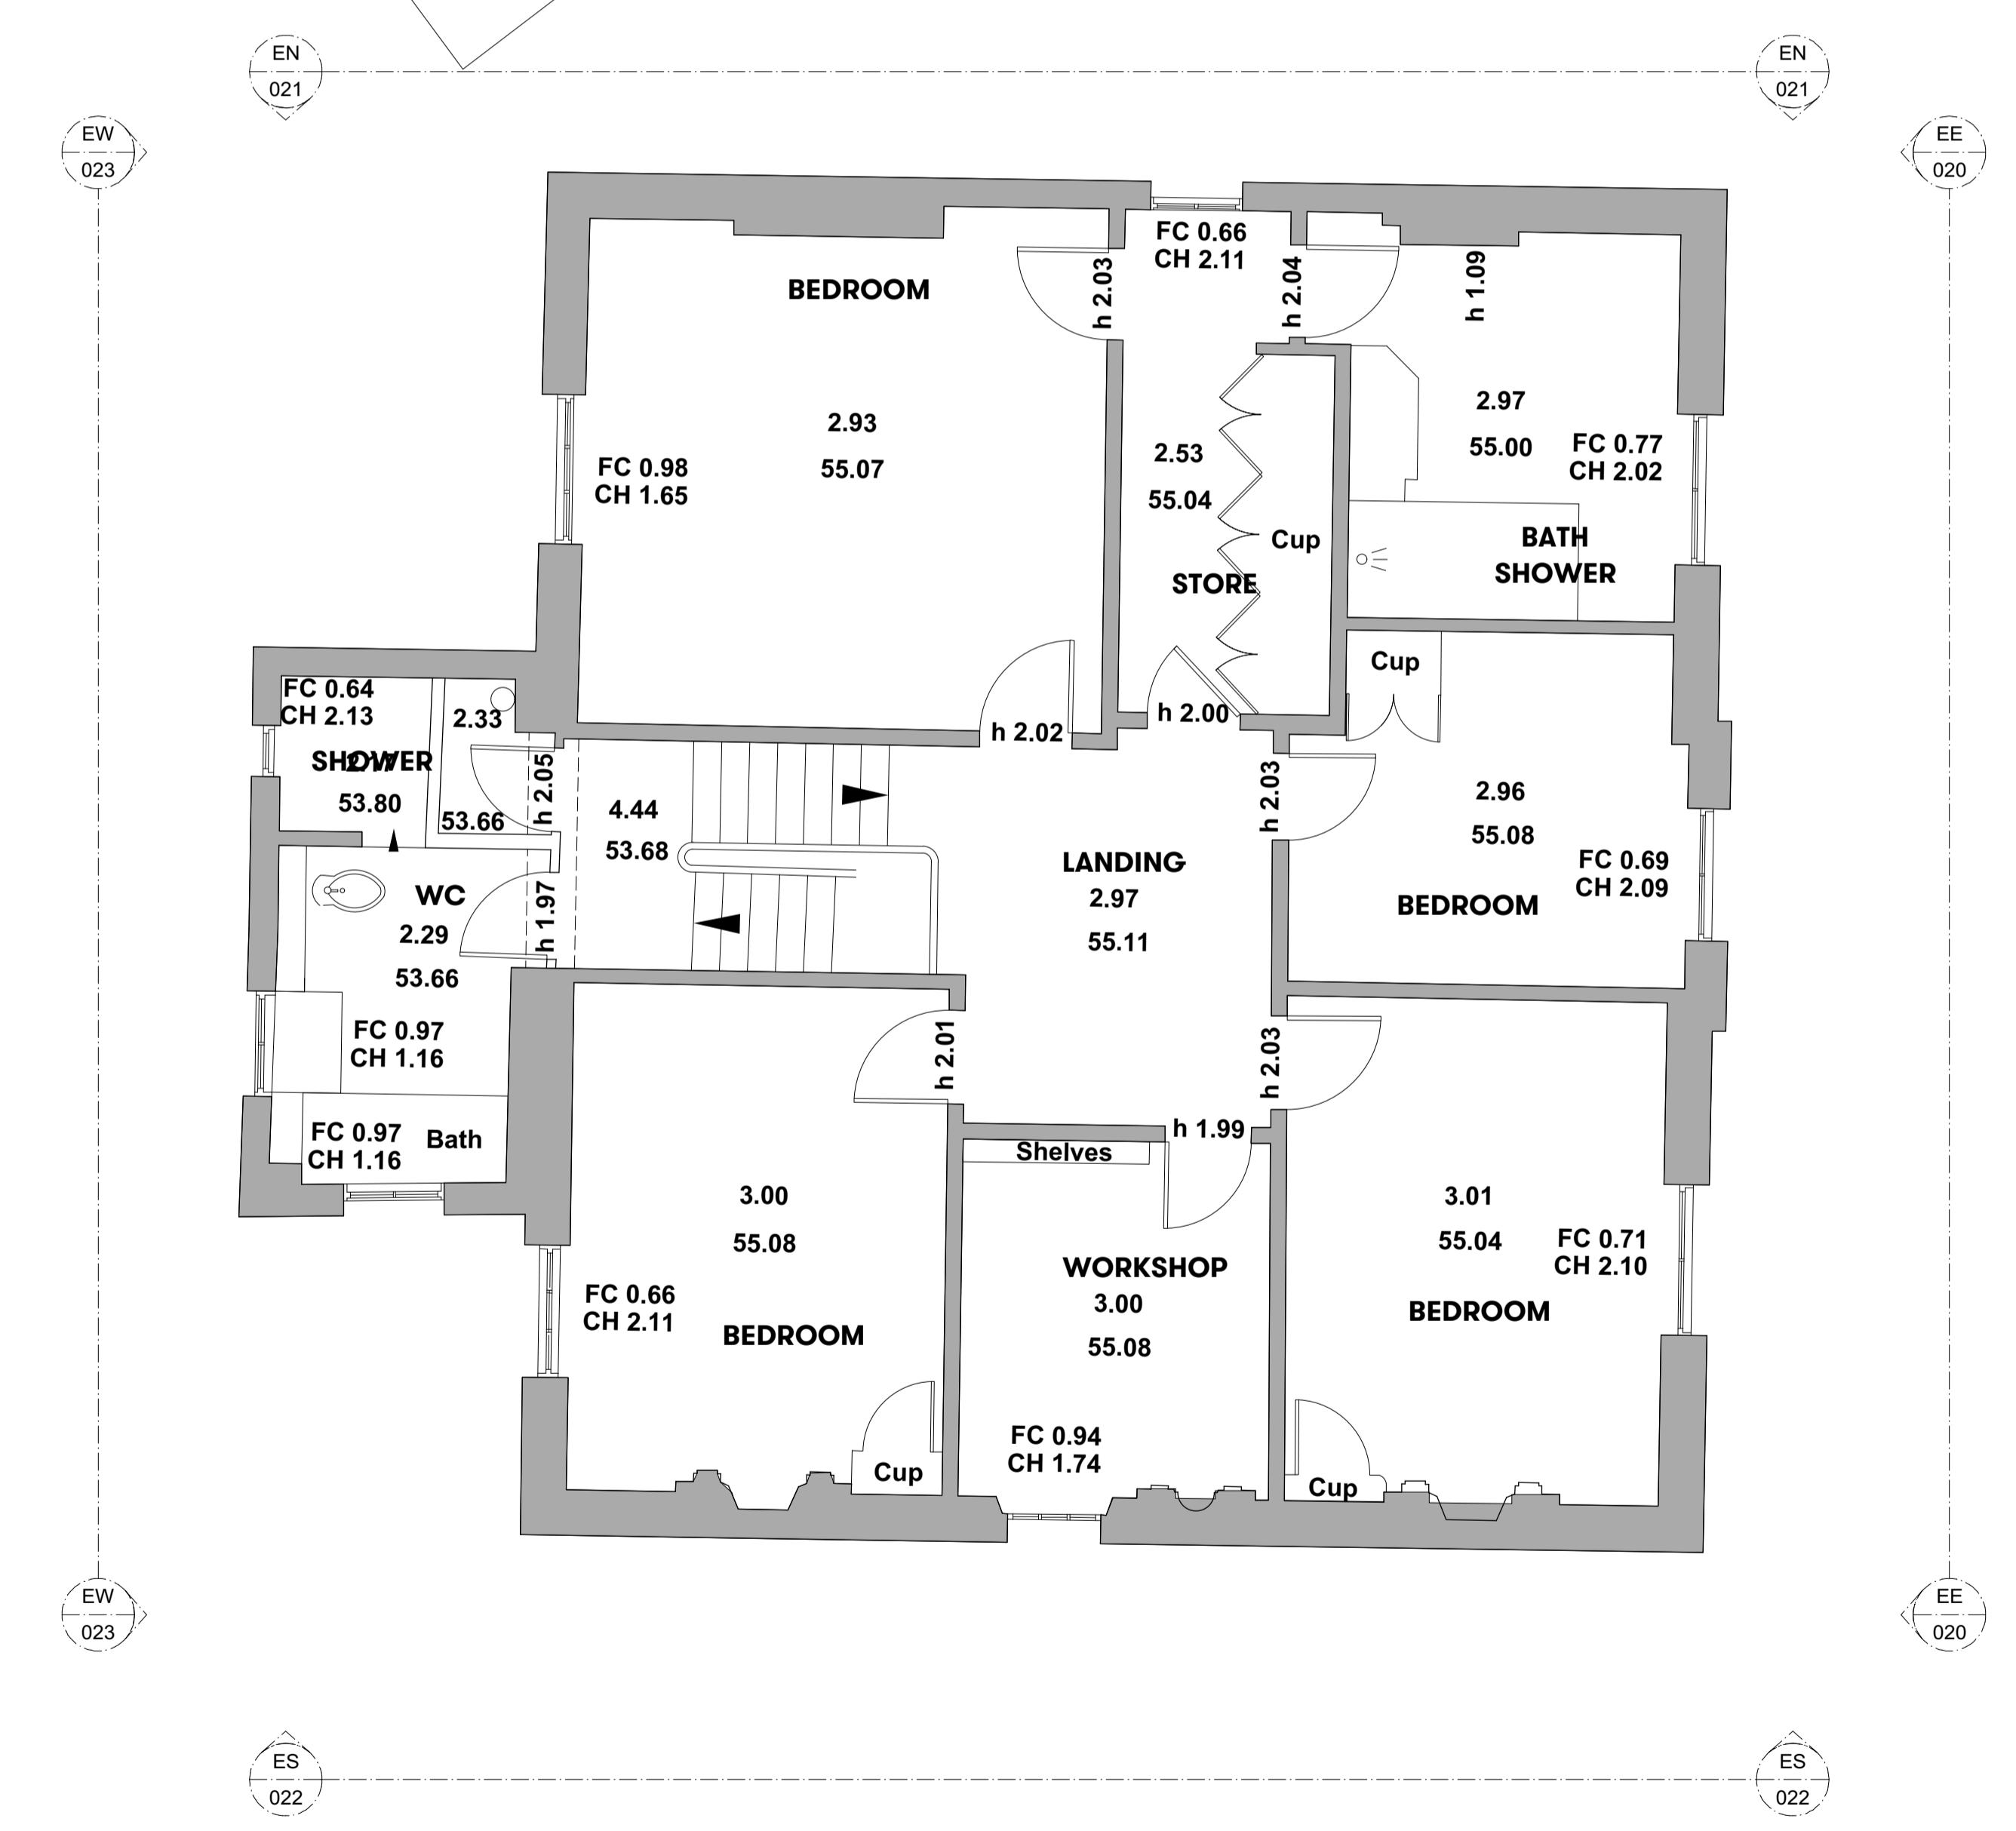 EN
021
EN
021
EW
023
EE
020
FC 0.66
CH 2.11
h 2.03
h 2.04
h 1.09
BEDROOM
2.93
55.07
FC 0.98
CH 1.65
2.53
55.04
STORE
Cup
2.97
55.00
FC 0.77
CH 2.02
BATH
SHOWER
Cup
h 2.00
h 2.02
FC 0.64
CH 2.13
2.33
SHOWER
53.80
53.66
h 2.05
4.44
53.68
h 2.03
2.96
55.08
FC 0.69
CH 2.09
BEDROOM
LANDING
2.97
55.11
WC
2.29
53.66
h 1.97
FC 0.97
CH 1.16
FC 0.97
CH 1.16
Bath
h 2.01
h 2.03
h 1.99
Shelves
3.00
55.08
FC 0.66
CH 2.11
BEDROOM
Cup
WORKSHOP
3.00
55.08
FC 0.94
CH 1.74
3.01
55.04
FC 0.71
CH 2.10
BEDROOM
Cup
EW
023
EE
020
ES
022
ES
022